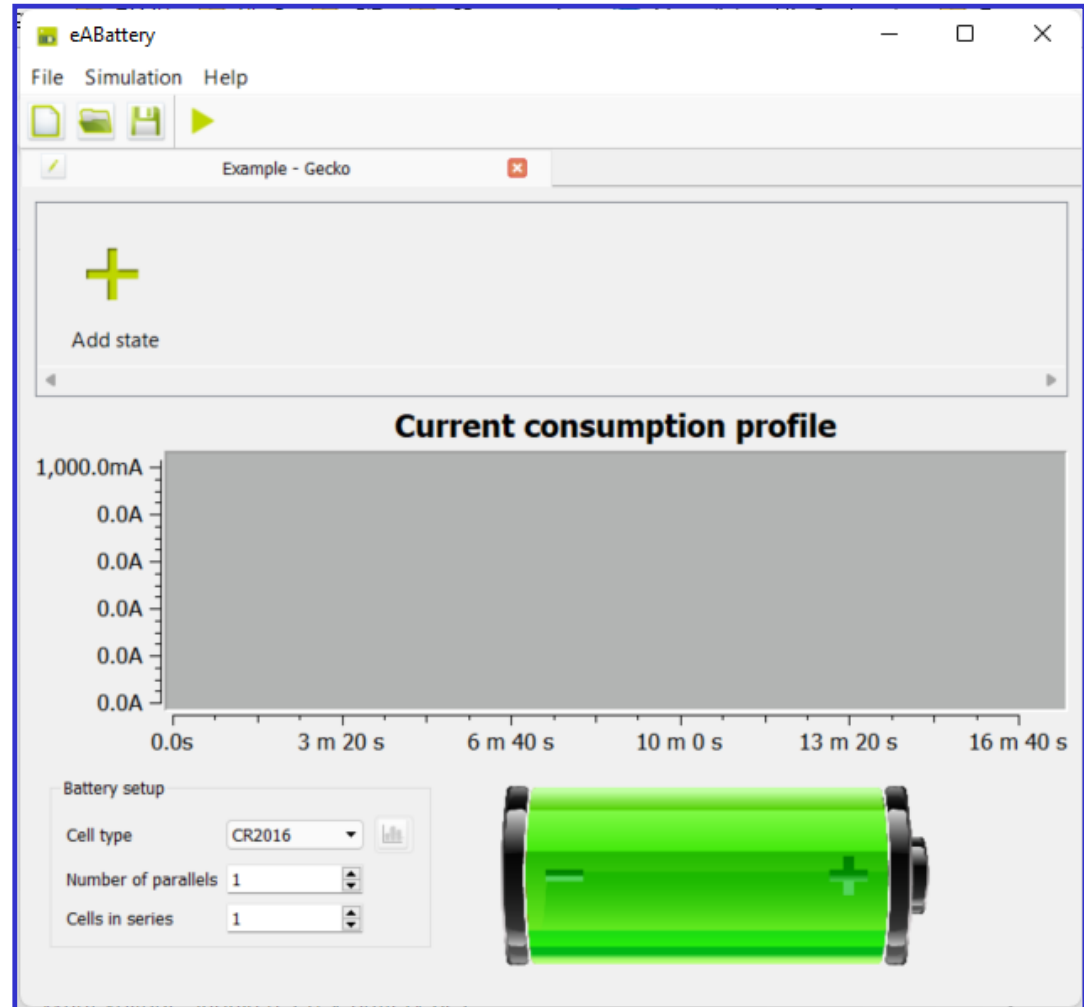 eABattery
File Simulation Help
Example - Gecko
Add state
Current consumption profile
1,000.0mA
0.0A
0.0A
0.0A
0.0A
0.0A
0.0s 3 m 20 s 6 m 40 s 10 m 0 s 13 m 20 s 16 m 40 s
Battery setup
Cell type CR2016
Number of parallels 1
Cells in series 1